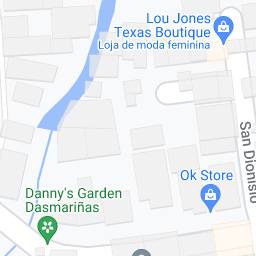 Lou Jones
Texas Boutique
Loja de moda feminina
San Dionisio
Ok Store
Danny's Garden
Dasmariñas